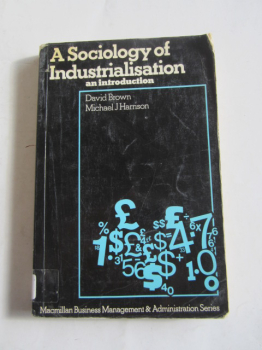 A Sociology of
Industrialisation
an introduction
David Brown
Michael J Harrison
Macmillan Business Management & Administration Series